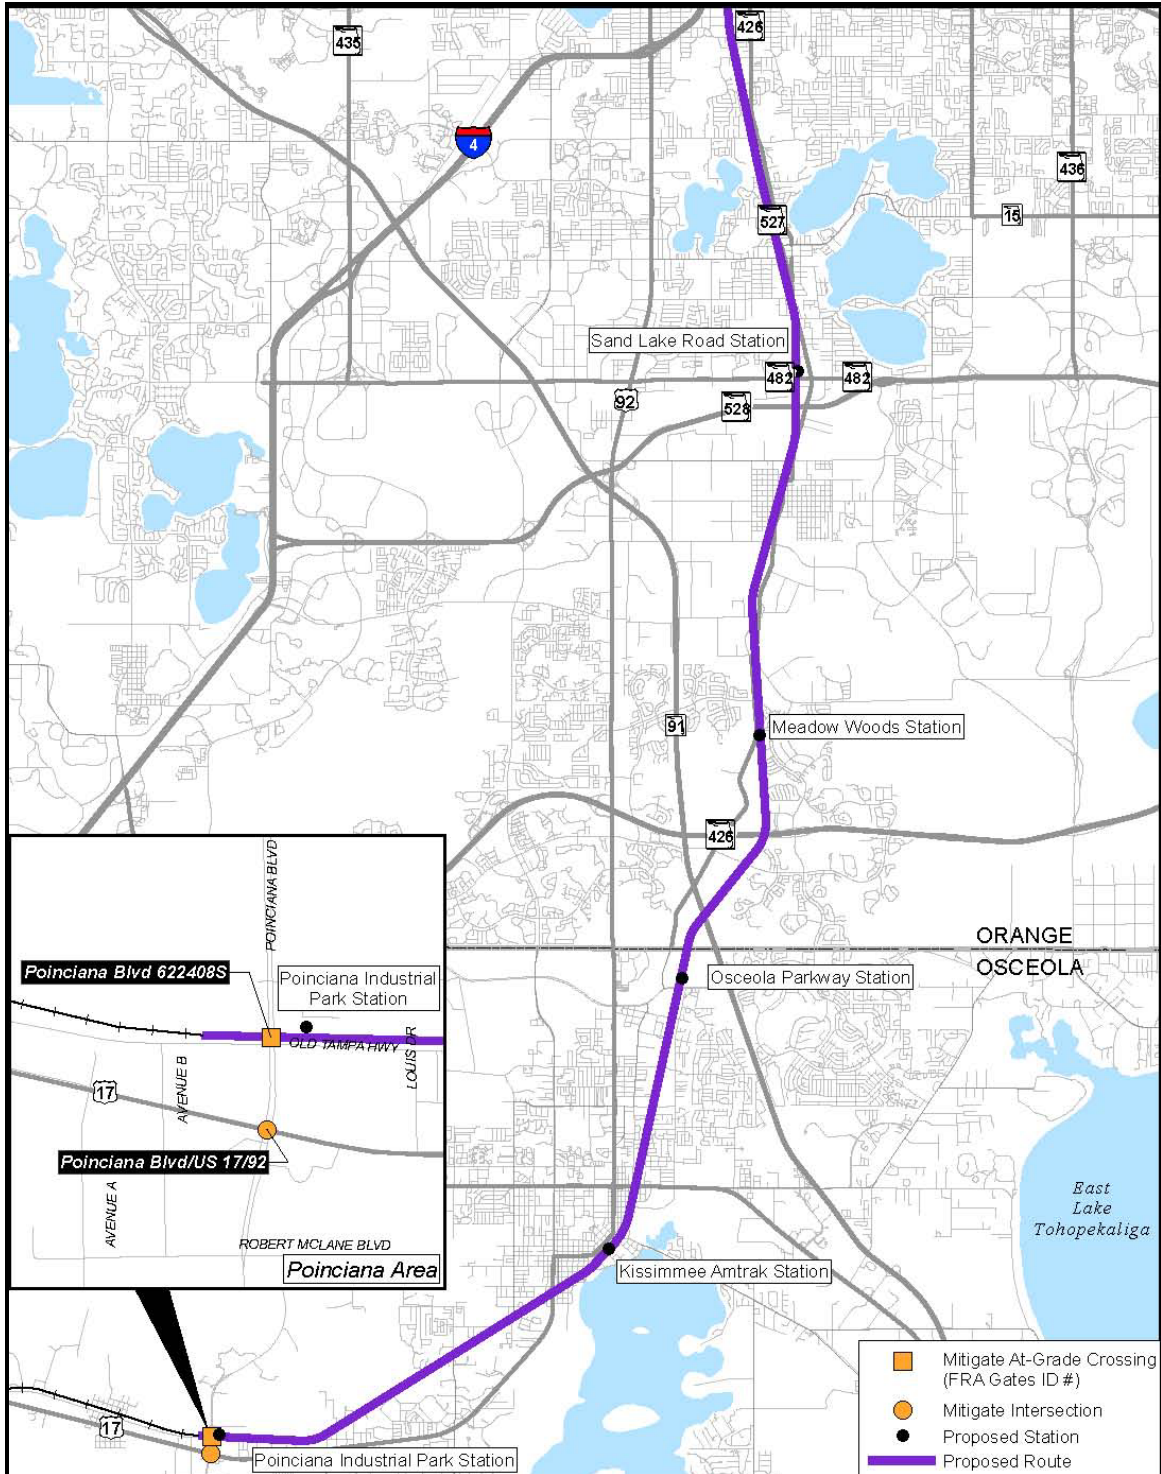 426
435
4
436
527
15
Sand Lake Road Station
482
482
92
528
91
Meadow Woods Station
426
ORANGE
OSCEOLA
Osceola Parkway Station
POINCIANA BLVD
Poinciana Blvd 622408S
Poinciana Industrial
Park Station
OLD TAMPA HWY
LOUIS DR
AVENUE B
17
Poinciana Blvd/US 17/92
AVENUE A
ROBERT MCLANE BLVD
Poinciana Area
East
Lake
Tohopekaliga
Kissimmee Amtrak Station
17
Poinciana Industrial Park Station
Mitigate At-Grade Crossing
(FRA Gates ID #)
Mitigate Intersection
Proposed Station
Proposed Route